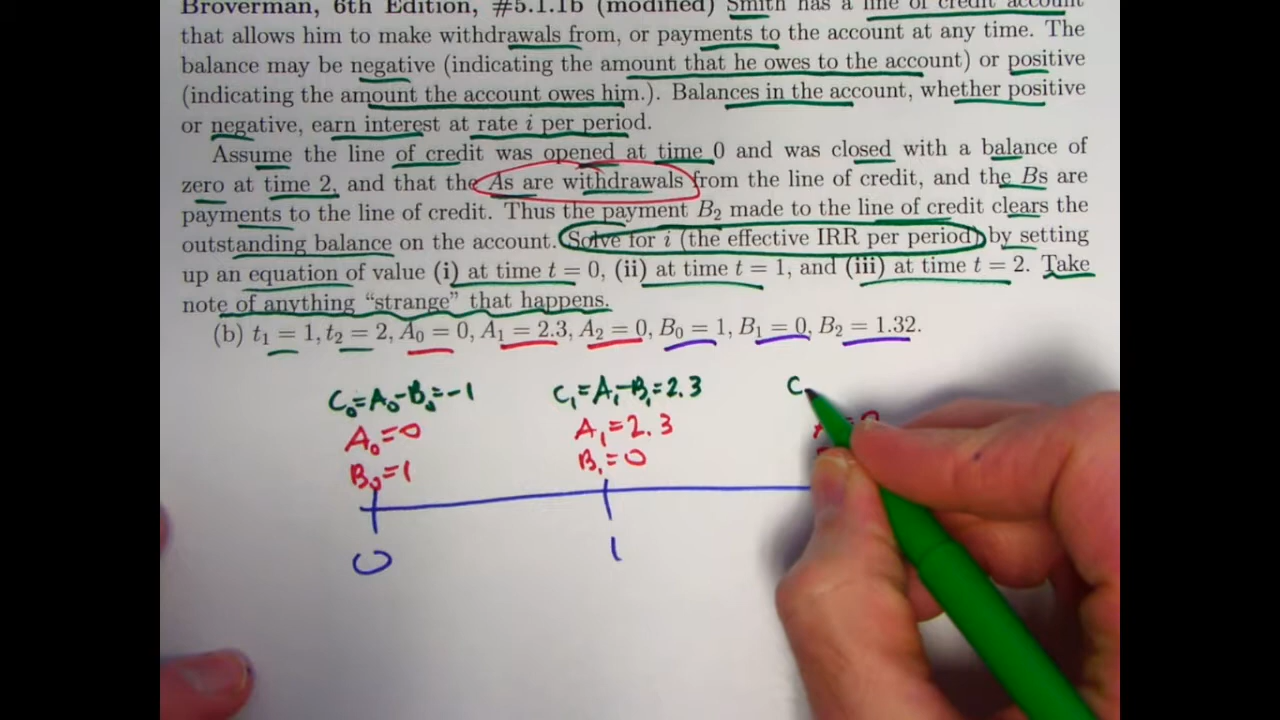 Broverman, 6th Edition, #5.1.1b (modified) Smith has a line of credit account
that allows him to make withdrawals from, or payments to the account at any time. The
balance may be negative (indicating the amount that he owes to the account) or positive
(indicating the amount the account owes him.). Balances in the account, whether positive
or negative, earn interest at rate i per period.
Assume the line of credit was opened at time 0 and was closed with a balance of
zero at time 2, and that the As are withdrawals from the line of credit, and the Bs are
payments to the line of credit. Thus the payment B₂ made to the line of credit clears the
outstanding balance on the account. Solve for i (the effective IRR per period) by setting
up an equation of value (i) at time t = 0, (ii) at time t = 1, and (iii) at time t = 2. Take
note of anything “strange” that happens.
(b) t₁ = 1, t₂ = 2, A₀ = 0, A₁ = 2.3, A₂ = 0, B₀ = 1, B₁ = 0, B₂ = 1.32.
C₀=A₀-B₀=-1 C₁=A₁-B₁=2.3 C
A₀=0 A₁=2.3
B₀=1 B₁=0
0 1